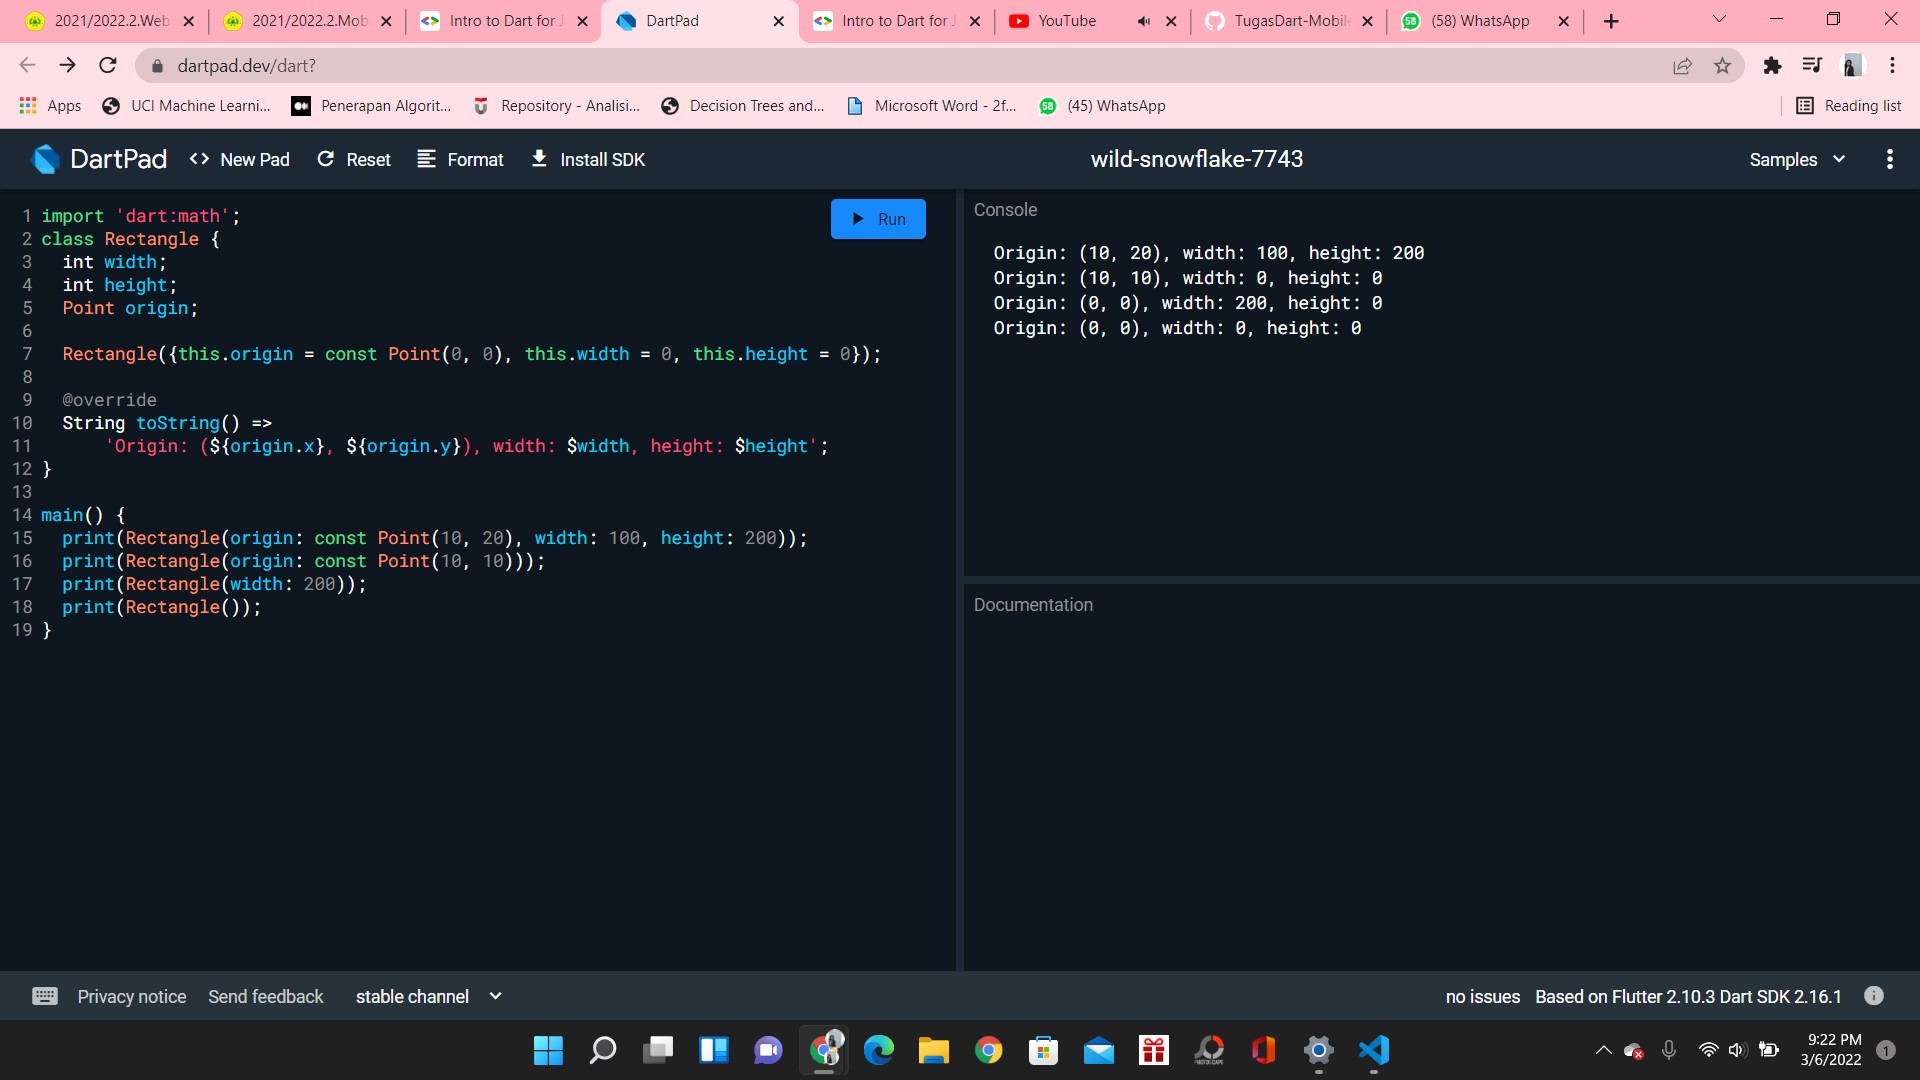 2021/2022.2.Web
2021/2022.2.Mob
Intro to Dart for J
DartPad
Intro to Dart for J
YouTube
TugasDart-Mobile
(58) WhatsApp
dartpad.dev/dart?
Apps
UCI Machine Learni...
Penerapan Algorit...
Repository - Analisi...
Decision Trees and...
Microsoft Word - 2f...
58
(45) WhatsApp
Reading list
DartPad
<> New Pad
Reset
Format
Install SDK
wild-snowflake-7743
Samples
1 import 'dart:math';
2 class Rectangle {
3 int width;
4 int height;
5 Point origin;
6
7 Rectangle({this.origin = const Point(0, 0), this.width = 0, this.height = 0});
8
9 @override
10 String toString() =>
11 'Origin: (${origin.x}, ${origin.y}), width: $width, height: $height';
12 }
13
14 main() {
15 print(Rectangle(origin: const Point(10, 20), width: 100, height: 200));
16 print(Rectangle(origin: const Point(10, 10)));
17 print(Rectangle(width: 200));
18 print(Rectangle());
19 }
Run
Console
Origin: (10, 20), width: 100, height: 200
Origin: (10, 10), width: 0, height: 0
Origin: (0, 0), width: 200, height: 0
Origin: (0, 0), width: 0, height: 0
Documentation
Privacy notice
Send feedback
stable channel
no issues
Based on Flutter 2.10.3 Dart SDK 2.16.1
9:22 PM
3/6/2022
1